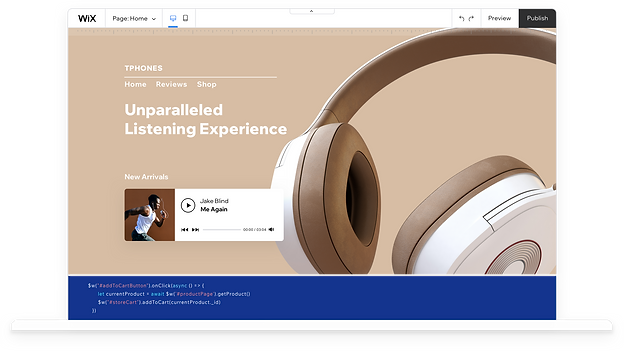 WiX
Page: Home
Preview
Publish
TPHONES
Home Reviews Shop
Unparalleled
Listening Experience
New Arrivals
Jake Blind
Me Again
00:00 / 03:04
$w("#addToCartButton").onClick(async () => {
let currentProduct = await $w('#productPage').getProduct()
$w("#storeCart").addToCart(currentProduct._id)
})